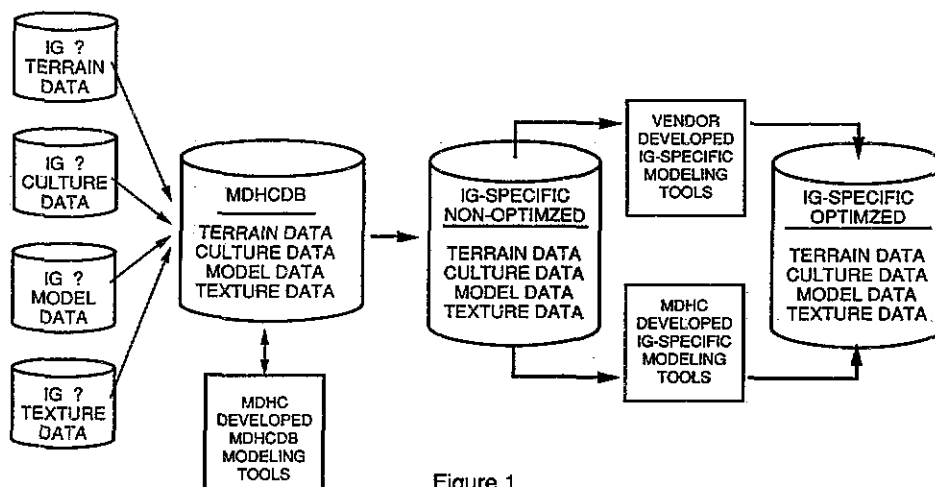 IG ?
TERRAIN
DATA
IG ?
CULTURE
DATA
IG ?
MODEL
DATA
IG ?
TEXTURE
DATA
MDHCDB
TERRAIN DATA
CULTURE DATA
MODEL DATA
TEXTURE DATA
MDHC
DEVELOPED
MDHCDB
MODELING
TOOLS
IG-SPECIFIC
NON-OPTIMZED
TERRAIN DATA
CULTURE DATA
MODEL DATA
TEXTURE DATA
VENDOR
DEVELOPED
IG-SPECIFIC
MODELING
TOOLS
MDHC
DEVELOPED
IG-SPECIFIC
MODELING
TOOLS
IG-SPECIFIC
OPTIMZED
TERRAIN DATA
CULTURE DATA
MODEL DATA
TEXTURE DATA
Figure 1